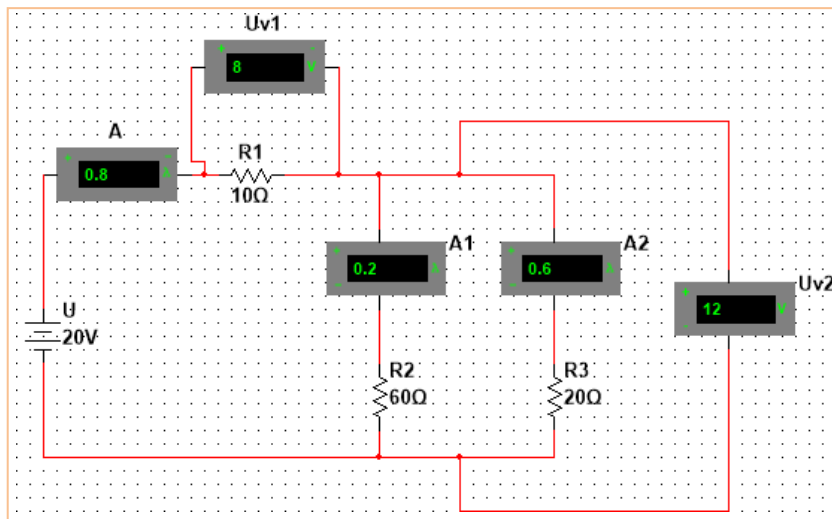 Uv1
+ -
8 V
A
+ -
0.8 A
R1
10Ω
A1
+
0.2 A
-
A2
+
0.6 A
-
Uv2
+
12 V
-
U
20V
R2
60Ω
R3
20Ω